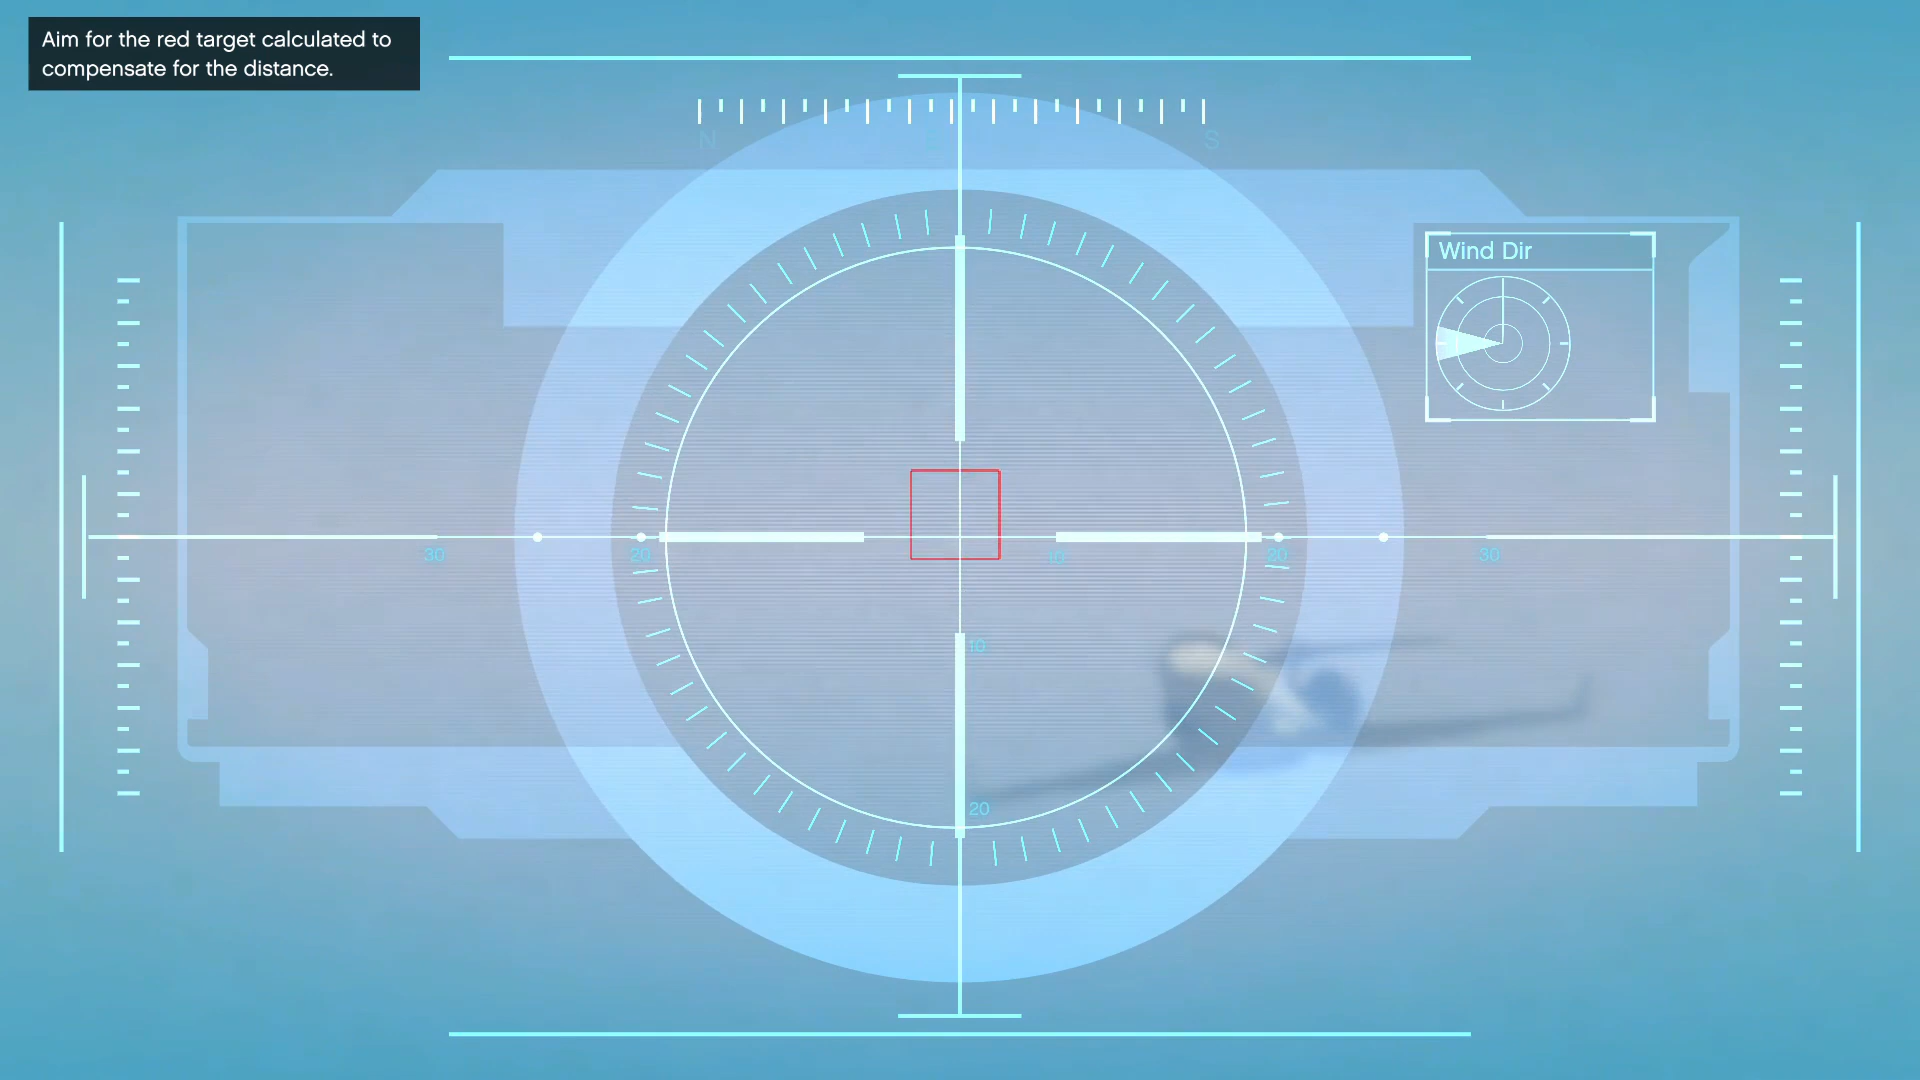 Aim for the red target calculated to
compensate for the distance.
N
S
Wind Dir
30
20
10
20
30
10
20